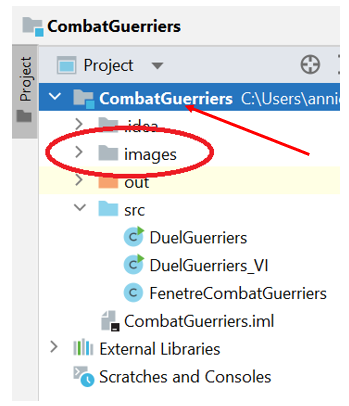 CombatGuerriers
Project
Project
CombatGuerriers C:\Users\anni
.idea
images
out
src
DuelGuerriers
DuelGuerriers_VI
FenetreCombatGuerriers
CombatGuerriers.iml
External Libraries
Scratches and Consoles